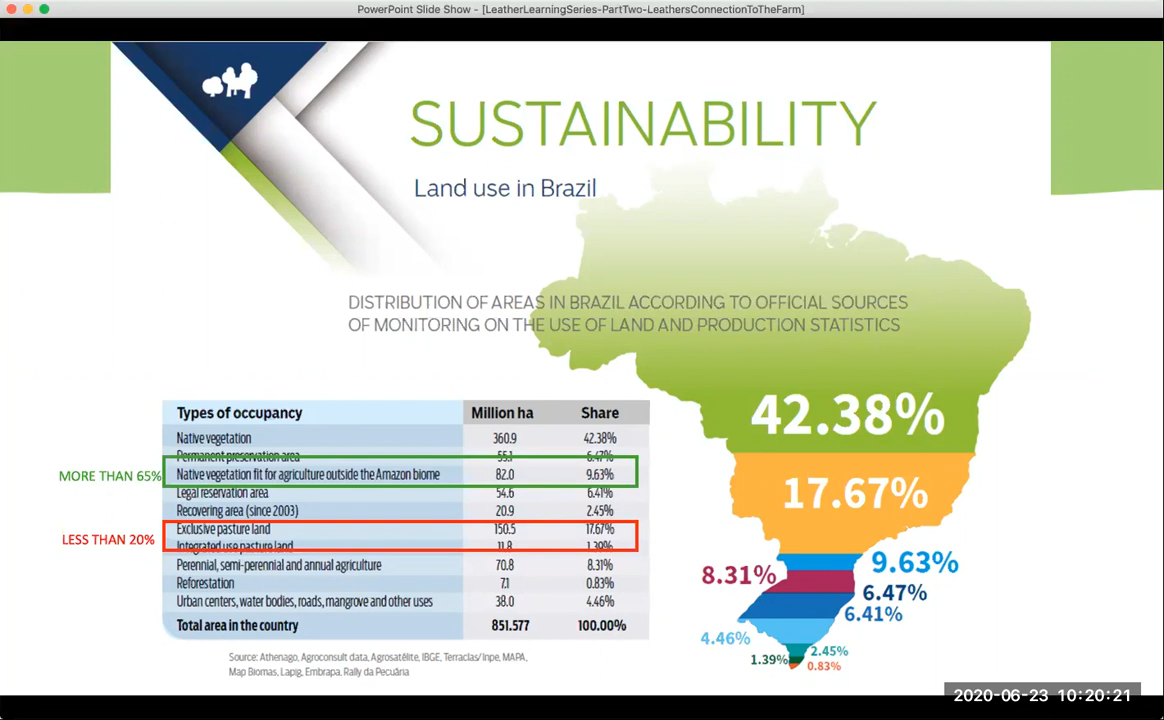 PowerPoint Slide Show - [LeatherLearningSeries-PartTwo-LeathersConnectionToTheFarm]
SUSTAINABILITY
Land use in Brazil
DISTRIBUTION OF AREAS IN BRAZIL ACCORDING TO OFFICIAL SOURCES
OF MONITORING ON THE USE OF LAND AND PRODUCTION STATISTICS
Types of occupancy Million ha Share
Native vegetation 360.9 42.38%
Permanent preservation area 55.1 6.47%
MORE THAN 65% Native vegetation fit for agriculture outside the Amazon biome 82.0 9.63%
Legal reservation area 54.6 6.41%
Recovering area (since 2003) 20.9 2.45%
Exclusive pasture land 150.5 17.67%
LESS THAN 20% Integrated use pasture land 11.8 1.39%
Perennial, semi-perennial and annual agriculture 70.8 8.31%
Reforestation 7.1 0.83%
Urban centers, water bodies, roads, mangrove and other uses 38.0 4.46%
Total area in the country 851.577 100.00%
Source: Athenago, Agroconsult data, Agrosatélite, IBGE, Terraclas/Inpe, MAPA,
Map Biomas, Lapig, Embrapa, Rally da Pecuária
42.38%
17.67%
9.63%
8.31%
6.47%
6.41%
4.46%
2.45%
1.39%
0.83%
2020-06-23 10:20:21